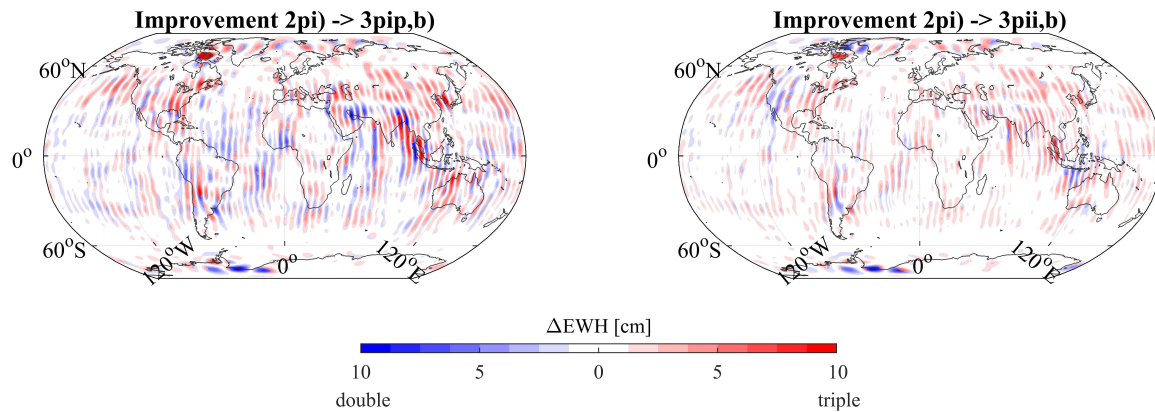 Improvement 2pi) -> 3pip,b)
60°N
0°
60°S
120°W
0°
120°E
Improvement 2pi) -> 3pii,b)
60°N
0°
60°S
120°W
0°
120°E
ΔEWH [cm]
10 5 0 5 10
double triple